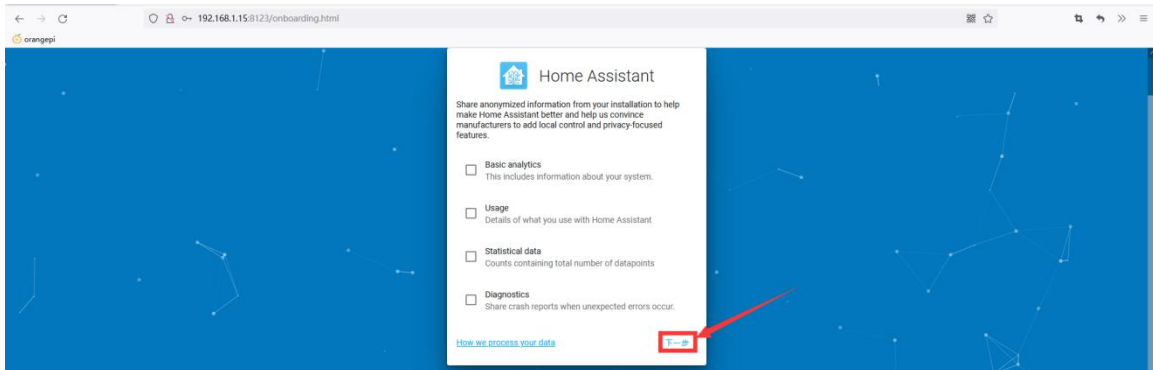 192.168.1.15:8123/onboarding.html
orangepi
Home Assistant
Share anonymized information from your installation to help
make Home Assistant better and help us convince
manufacturers to add local control and privacy-focused
features.
Basic analytics
This includes information about your system.
Usage
Details of what you use with Home Assistant
Statistical data
Counts containing total number of datapoints
Diagnostics
Share crash reports when unexpected errors occur.
How we process your data
下一步